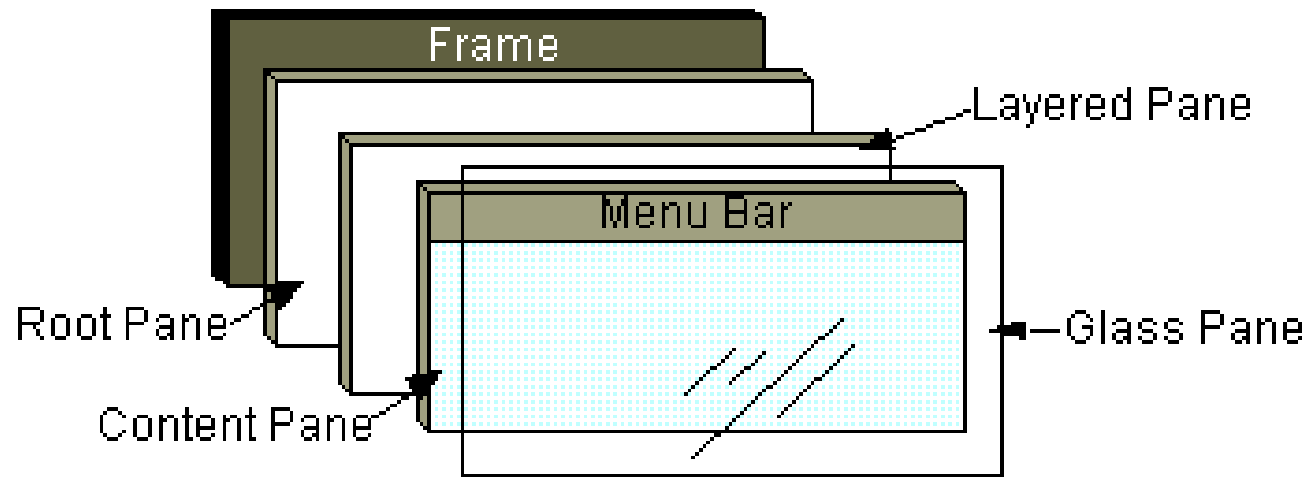 Frame
Layered Pane
Menu Bar
Root Pane
Glass Pane
Content Pane